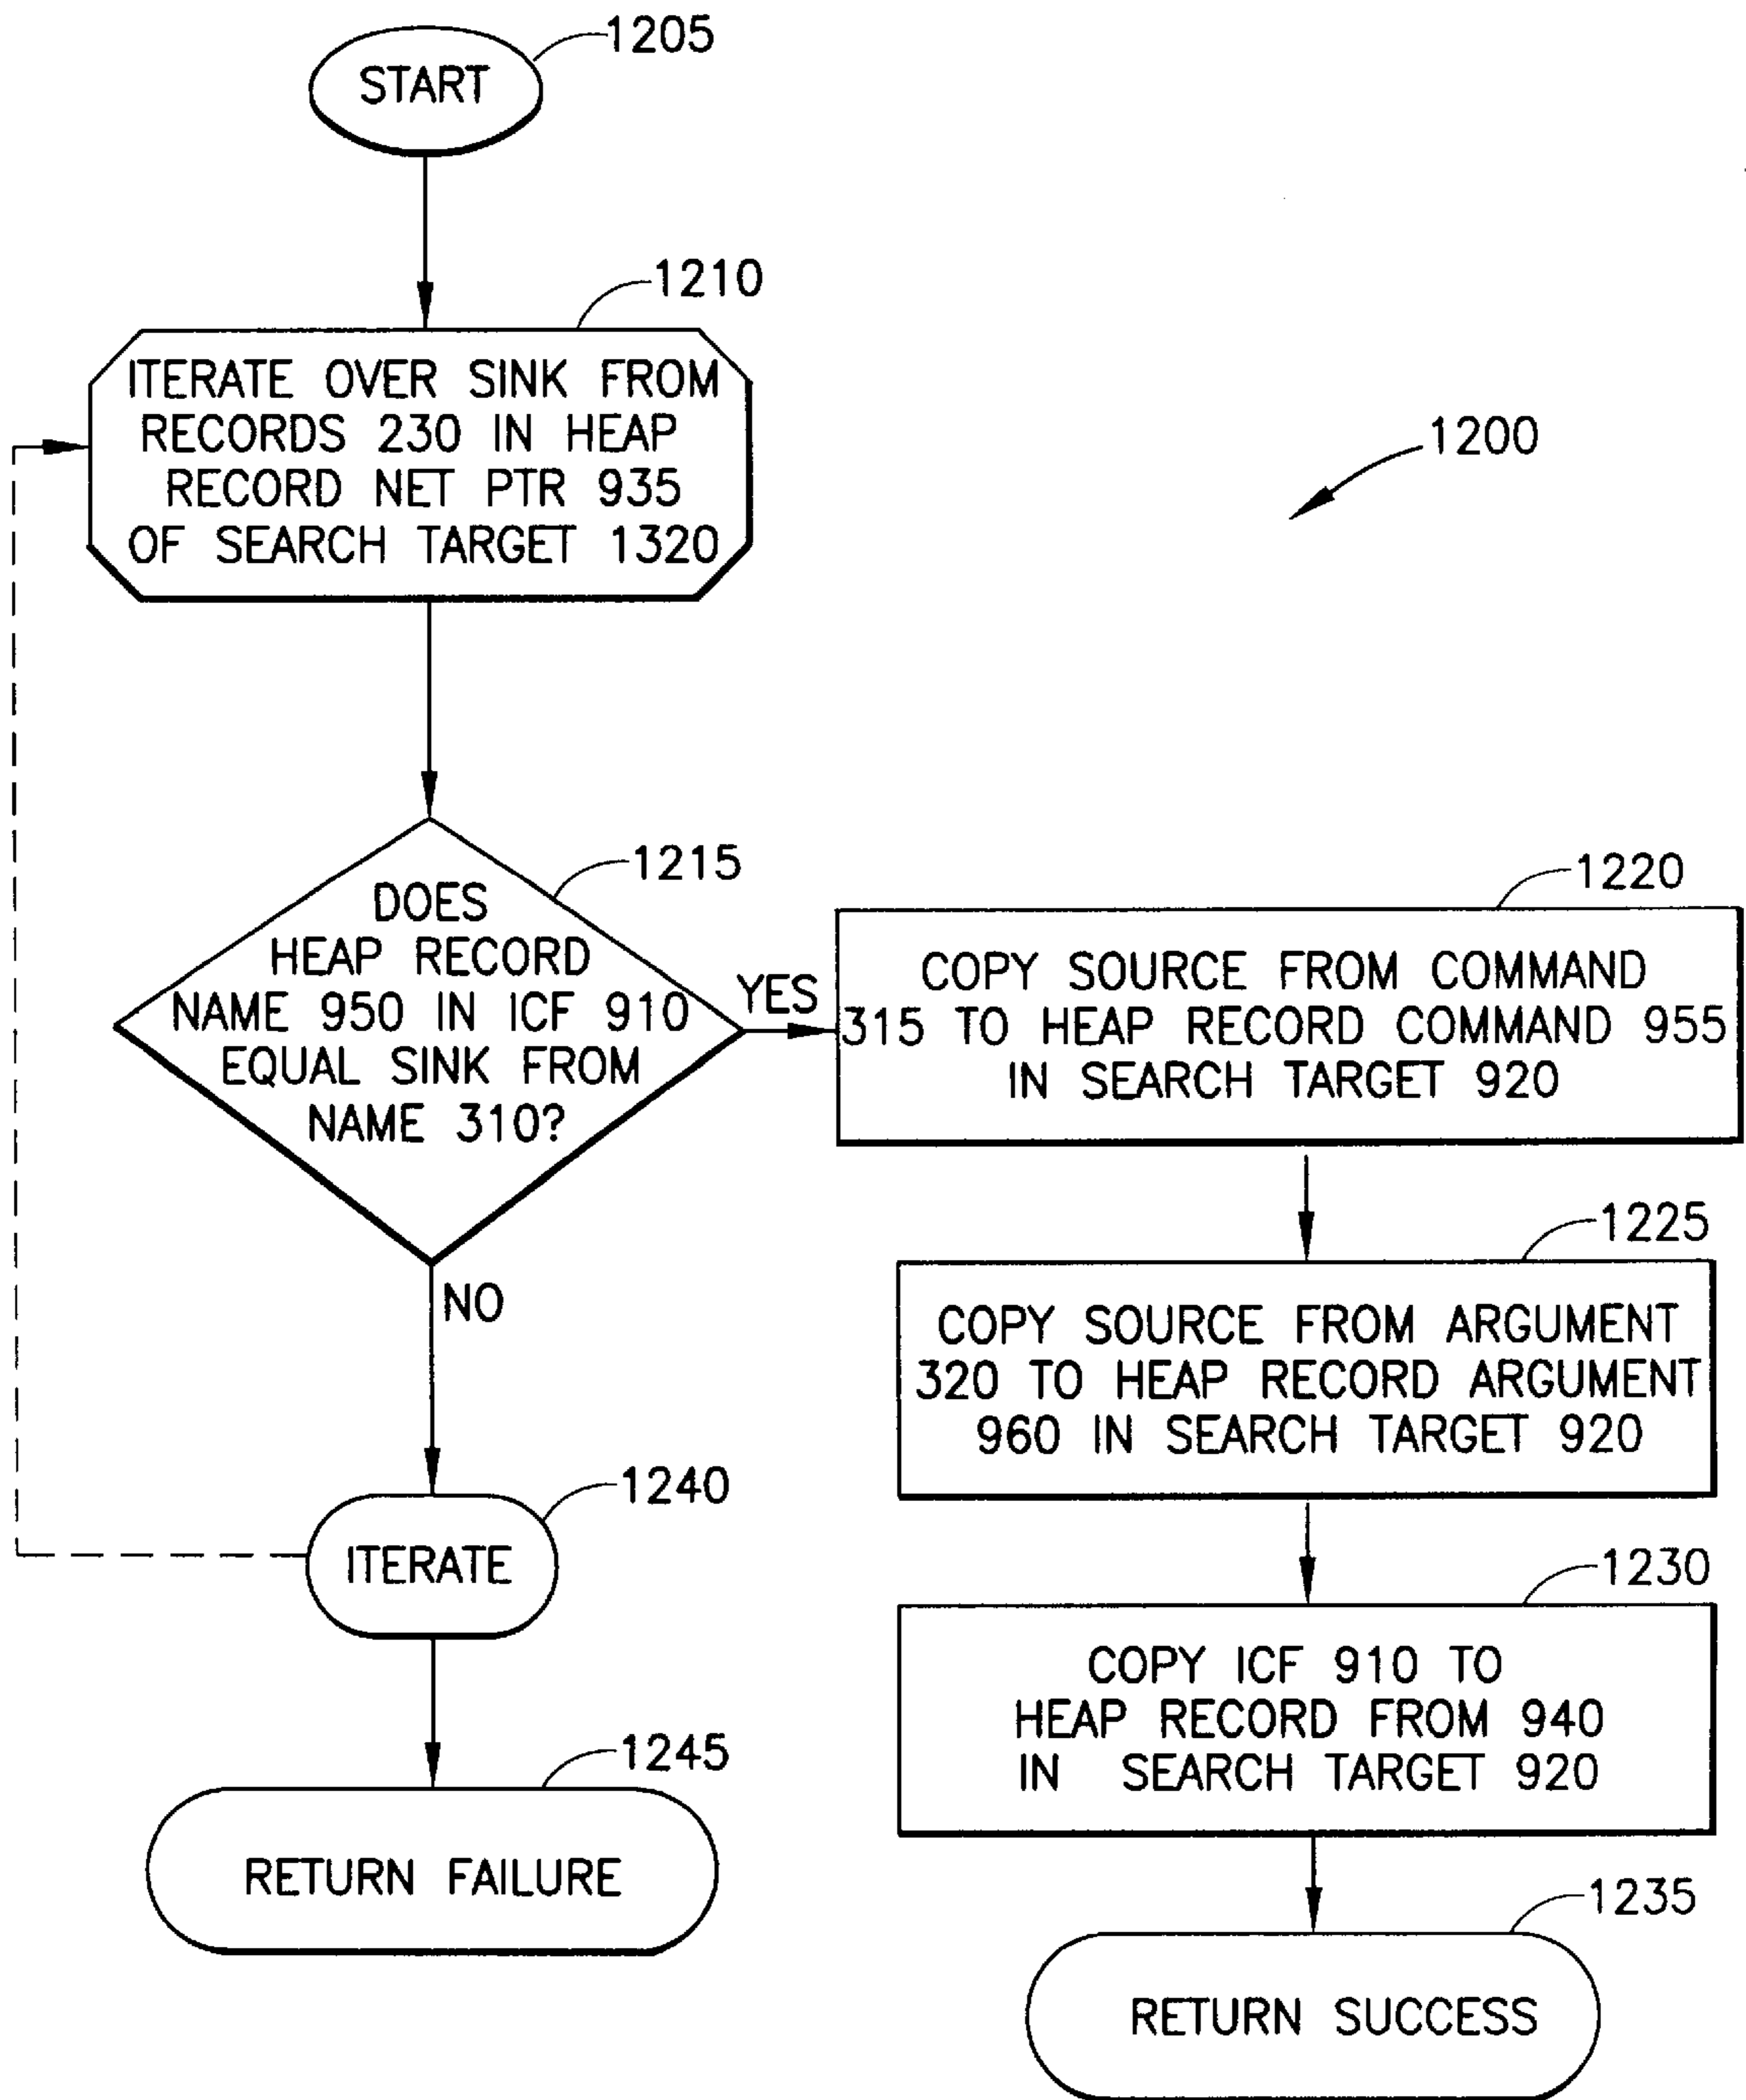 1205
START
1210
ITERATE OVER SINK FROM
RECORDS 230 IN HEAP
RECORD NET PTR 935
OF SEARCH TARGET 1320
1200
1215
DOES
HEAP RECORD
NAME 950 IN ICF 910
EQUAL SINK FROM
NAME 310?
YES
NO
1220
COPY SOURCE FROM COMMAND
315 TO HEAP RECORD COMMAND 955
IN SEARCH TARGET 920
1225
COPY SOURCE FROM ARGUMENT
320 TO HEAP RECORD ARGUMENT
960 IN SEARCH TARGET 920
1230
COPY ICF 910 TO
HEAP RECORD FROM 940
IN SEARCH TARGET 920
1235
RETURN SUCCESS
1240
ITERATE
1245
RETURN FAILURE